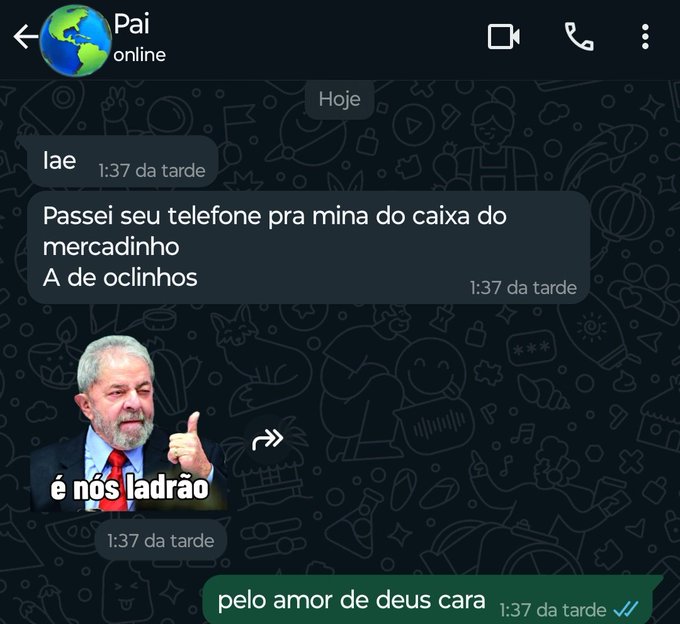 Pai
online
Hoje
Iae
1:37 da tarde
Passei seu telefone pra mina do caixa do
mercadinho
A de oclinhos
1:37 da tarde
é nós ladrão
1:37 da tarde
pelo amor de deus cara
1:37 da tarde